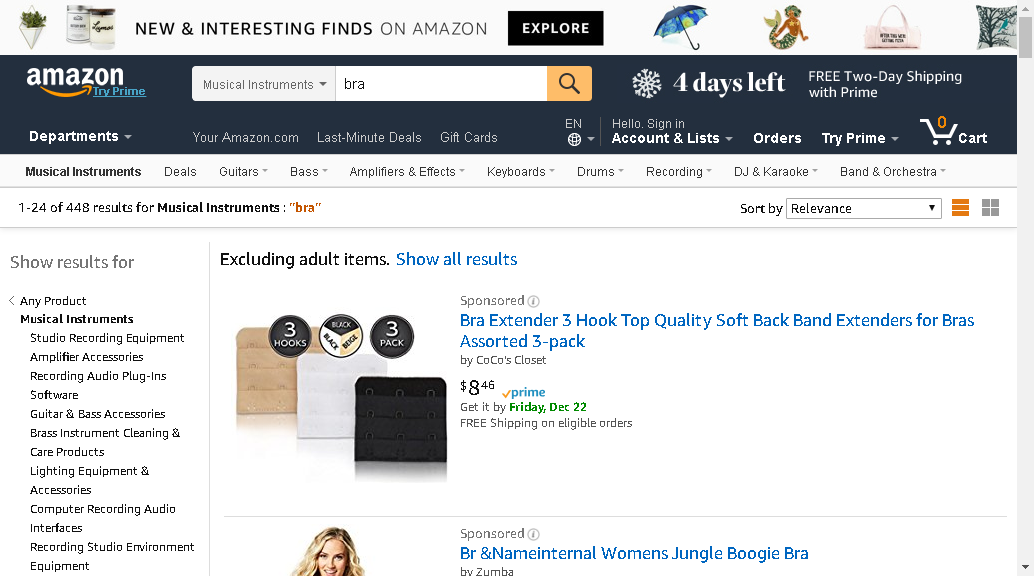 NEW & INTERESTING FINDS ON AMAZON
EXPLORE
amazon
Try Prime
Musical Instruments
bra
4 days left
FREE Two-Day Shipping
with Prime
Departments
Your Amazon.com
Last-Minute Deals
Gift Cards
EN
Hello. Sign in
Account & Lists
Orders
Try Prime
0
Cart
Musical Instruments
Deals
Guitars
Bass
Amplifiers & Effects
Keyboards
Drums
Recording
DJ & Karaoke
Band & Orchestra
1-24 of 448 results for Musical Instruments : "bra"
Sort by
Relevance
Show results for
Any Product
Musical Instruments
Studio Recording Equipment
Amplifier Accessories
Recording Audio Plug-Ins
Software
Guitar & Bass Accessories
Brass Instrument Cleaning &
Care Products
Lighting Equipment &
Accessories
Computer Recording Audio
Interfaces
Recording Studio Environment
Equipment
Excluding adult items. Show all results
3
HOOKS
BLACK
BLACK BEIGE
3
PACK
Sponsored
Bra Extender 3 Hook Top Quality Soft Back Band Extenders for Bras
Assorted 3-pack
by CoCo's Closet
$8 46
prime
Get it by Friday, Dec 22
FREE Shipping on eligible orders
Sponsored
Br &Nameinternal Womens Jungle Boogie Bra
by Zumba